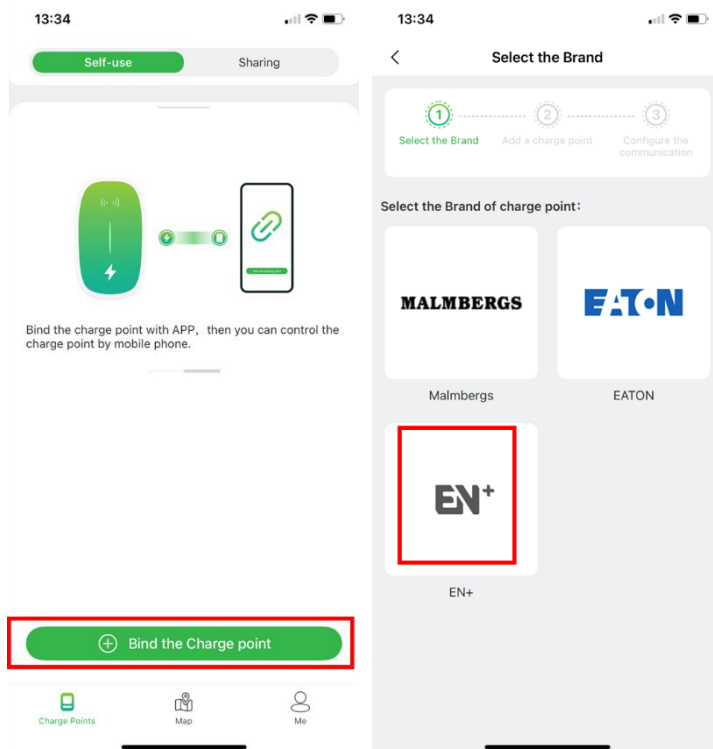 13:34
Self-use
Sharing
Bind the charge point with APP, then you can control the
charge point by mobile phone.
Bind the Charge point
Charge Points
Map
Me
13:34
Select the Brand
1
2
3
Select the Brand
Add a charge point
Configure the
communication
Select the Brand of charge point:
MALMBERGS
EATON
Malmbergs
EATON
EN+
EN+